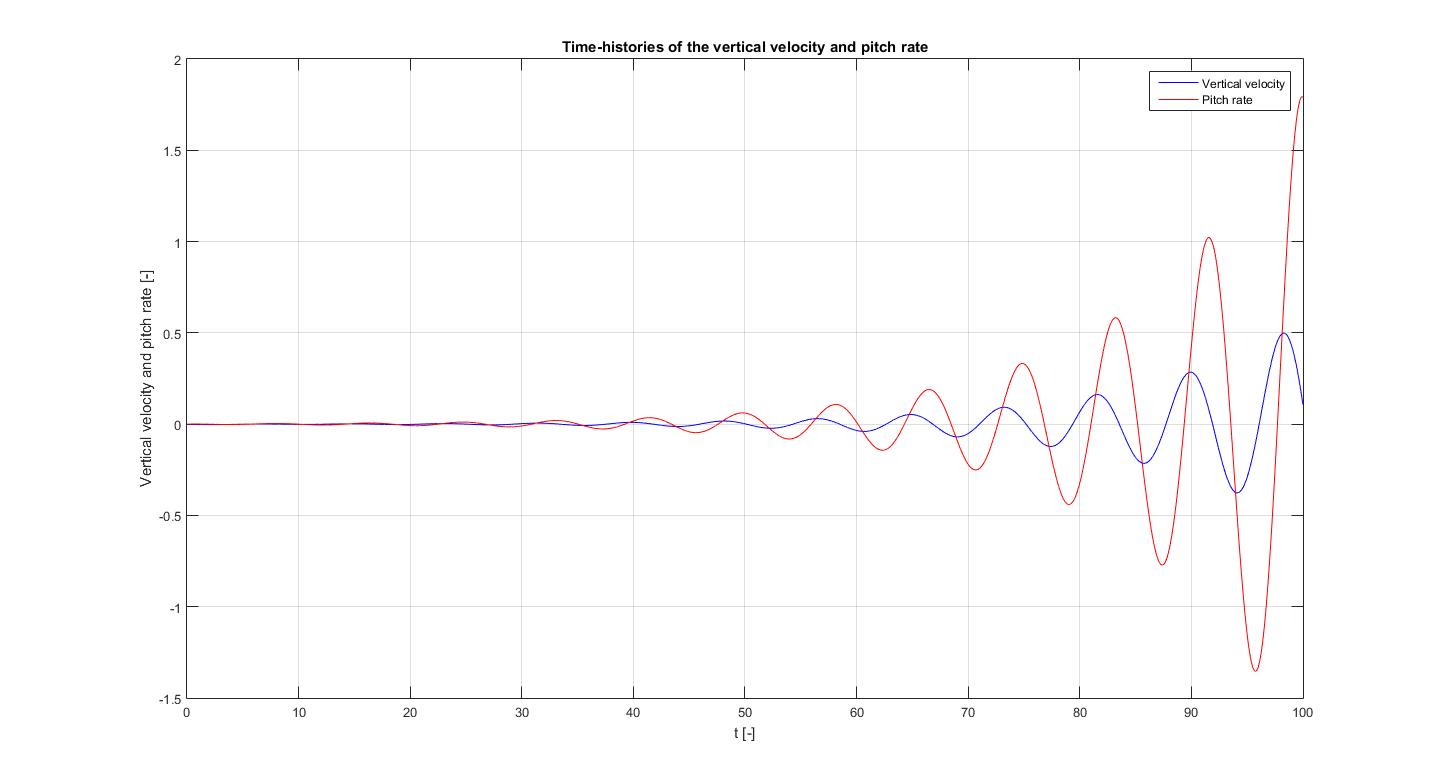 Time-histories of the vertical velocity and pitch rate
Vertical velocity
Pitch rate
Vertical velocity and pitch rate [-]
2
1.5
1
0.5
0
-0.5
-1
-1.5
0 10 20 30 40 50 60 70 80 90 100
t [-]